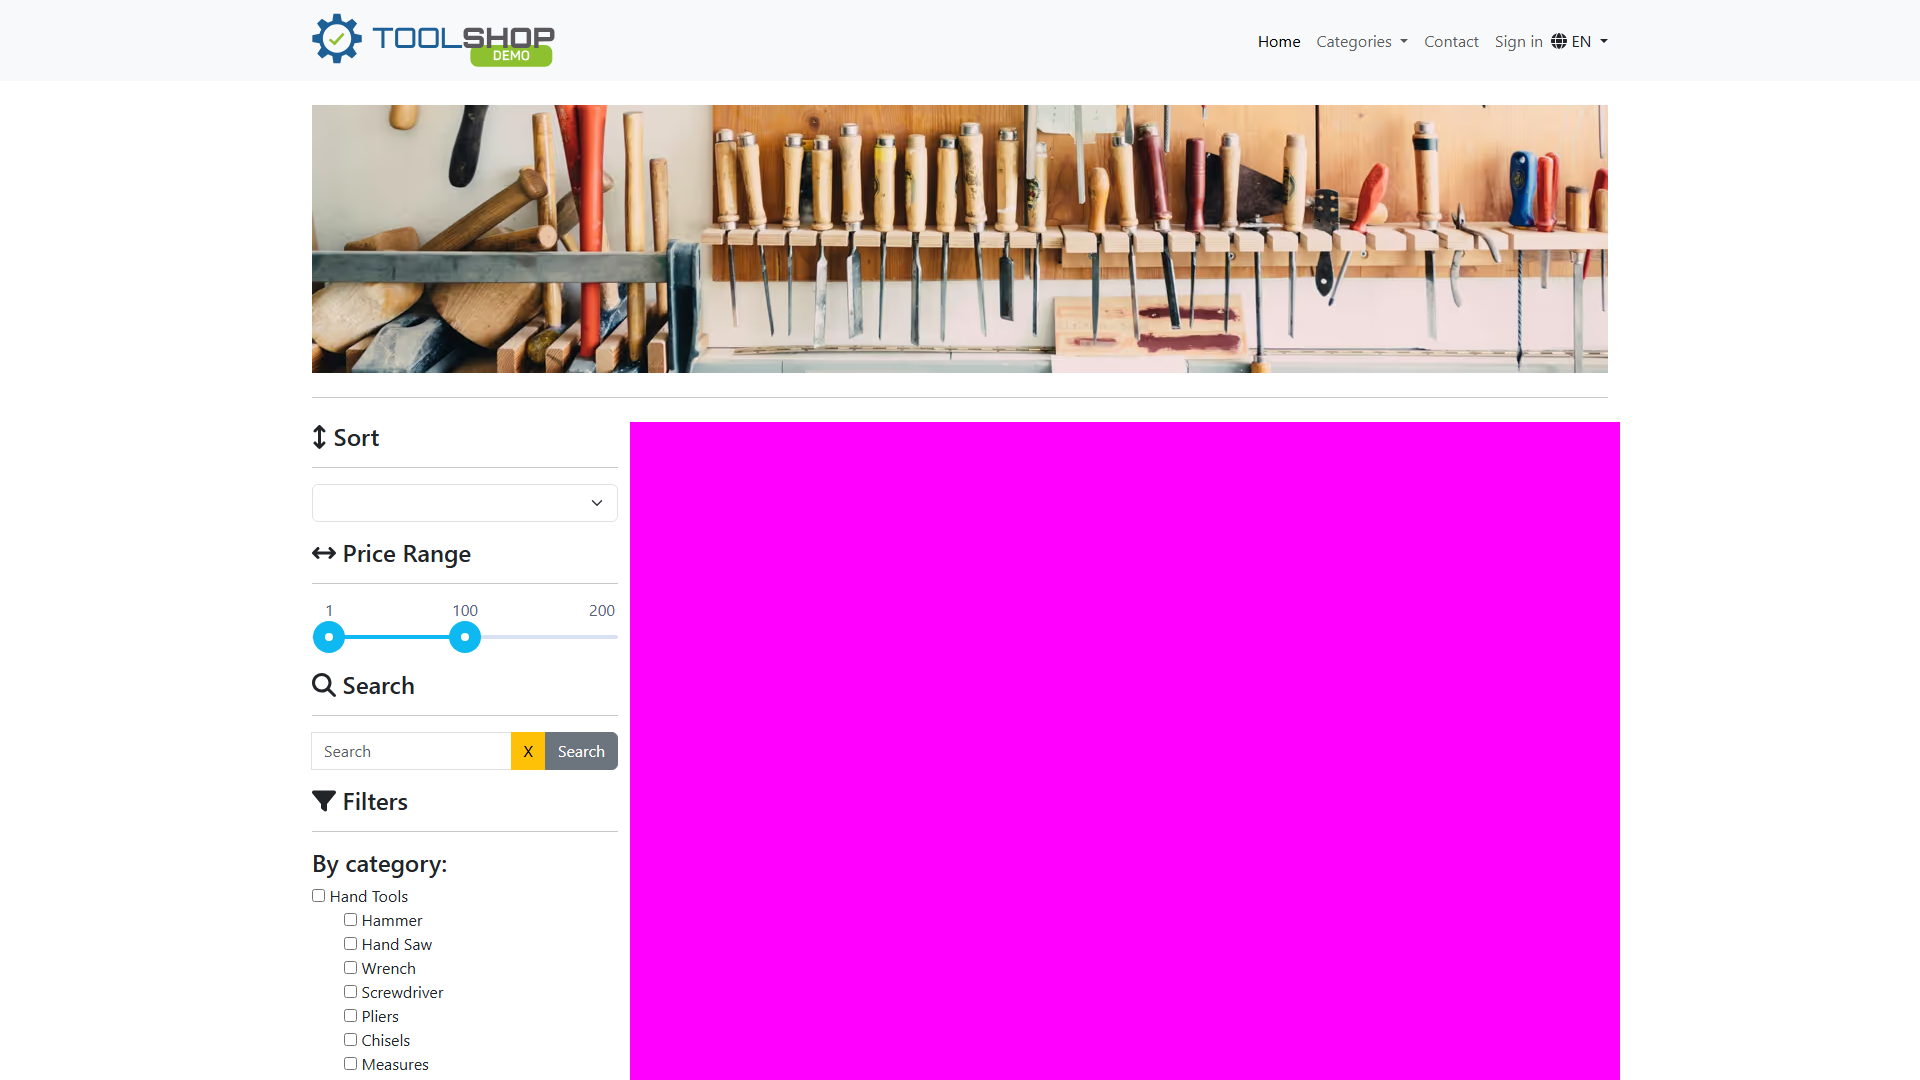 TOOLSHOP
DEMO
Home
Categories
Contact
Sign in
EN
Sort
Price Range
1
100
200
Search
Search
X
Search
Filters
By category:
Hand Tools
Hammer
Hand Saw
Wrench
Screwdriver
Pliers
Chisels
Measures